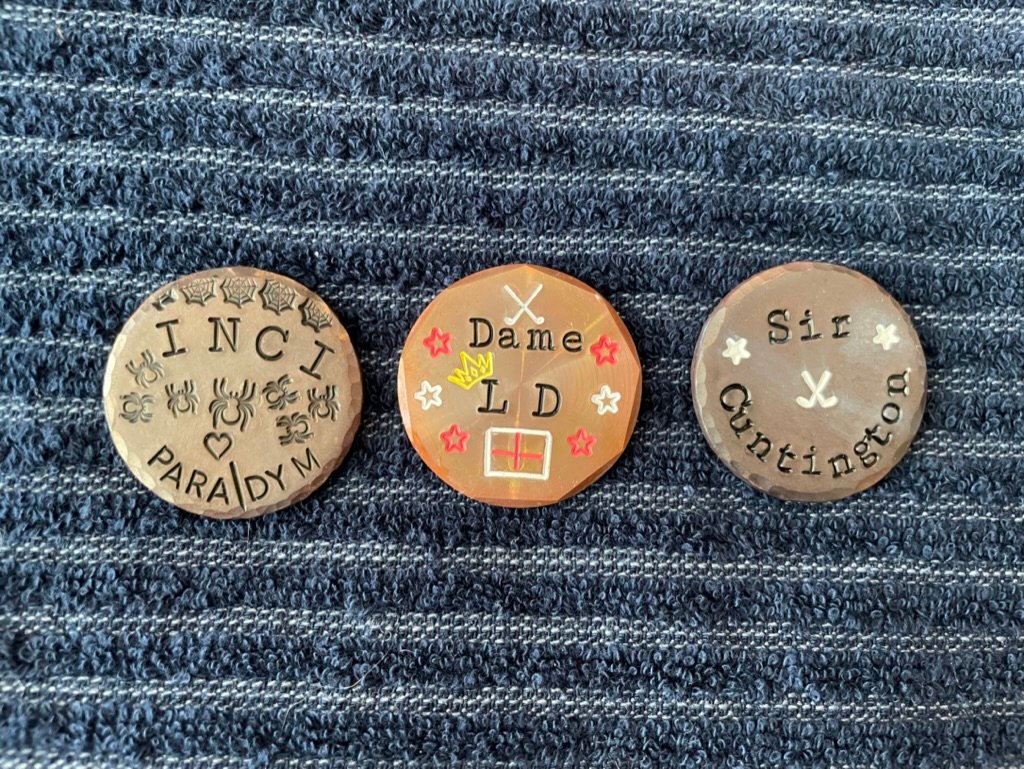 INCI
PARA|DYM
Dame
LD
Sir
Cuntington